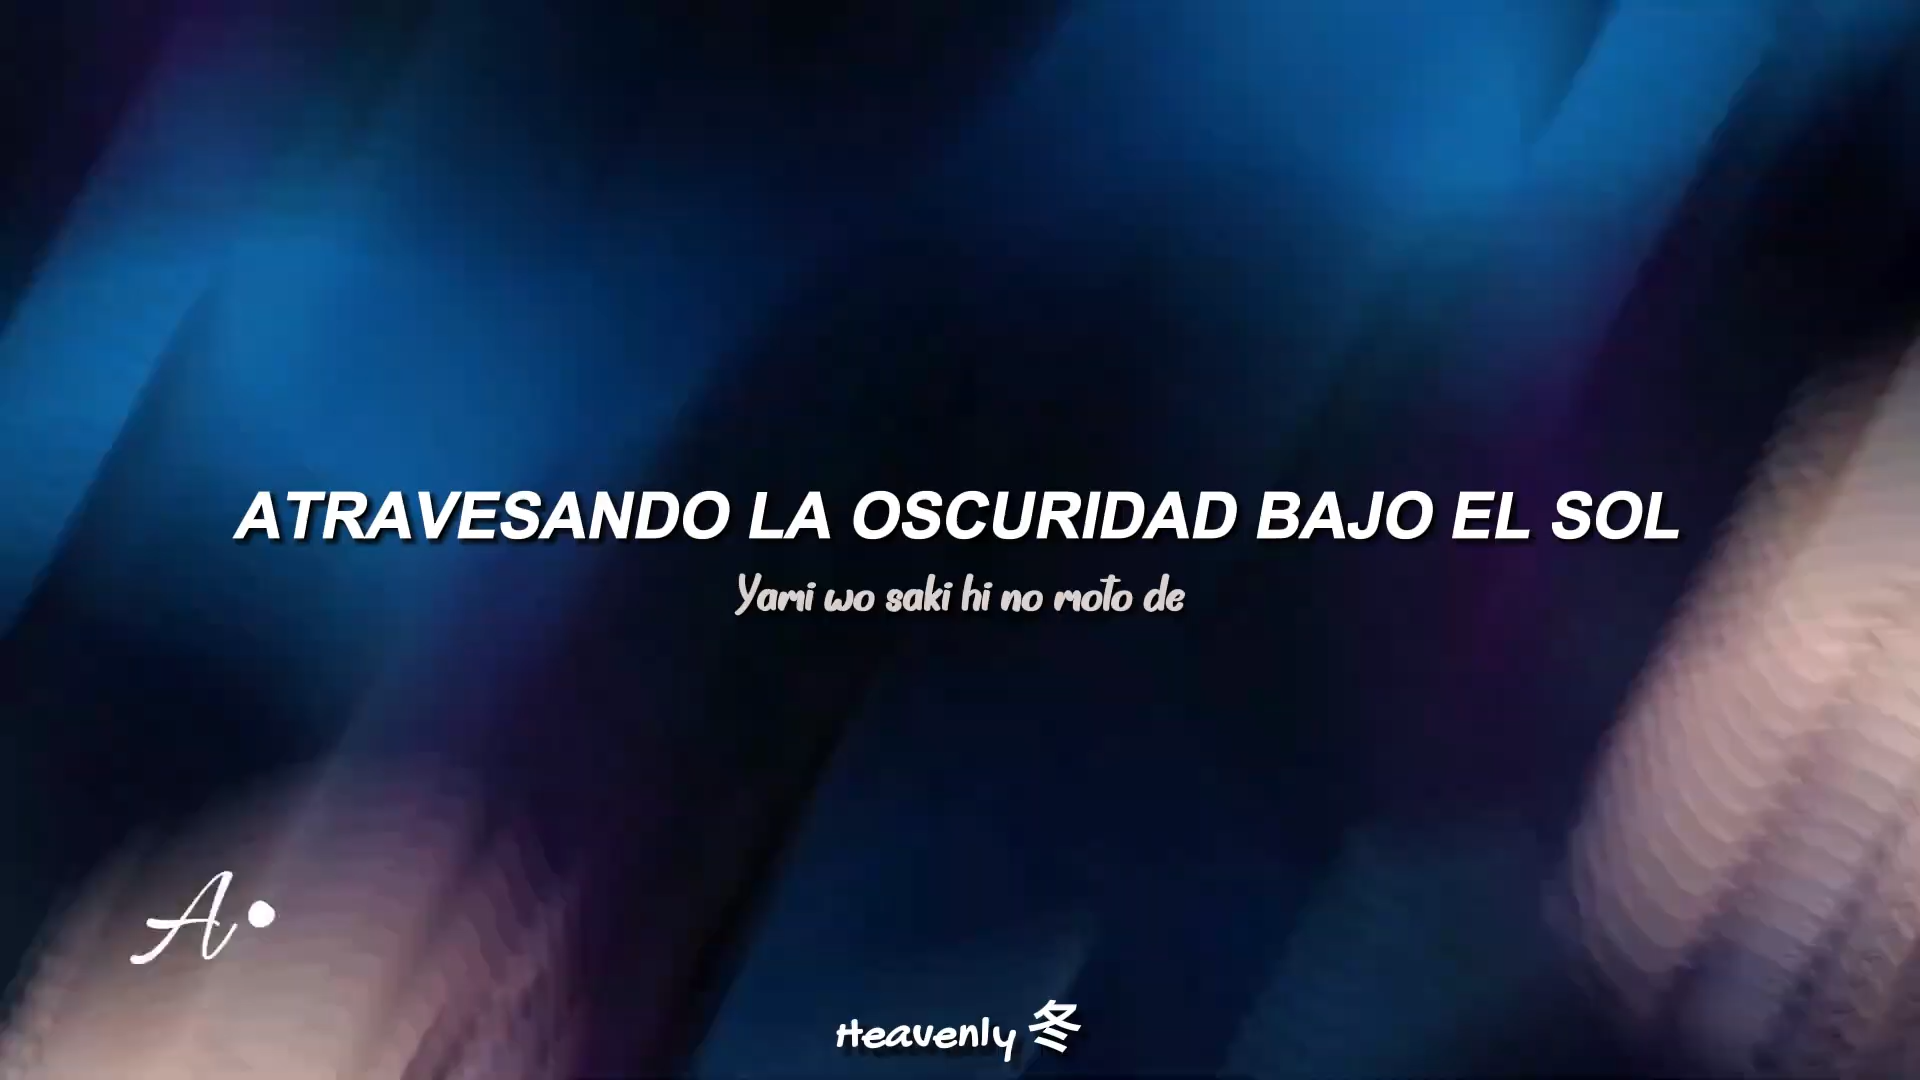 ATRAVESANDO LA OSCURIDAD BAJO EL SOL
Yami wo saki hi no moto de
A•
Heavenly 冬